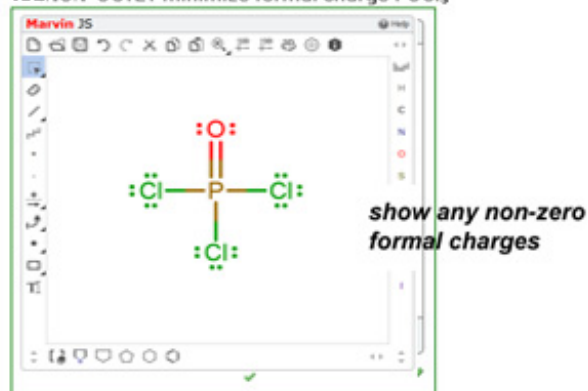 Marvin JS
Help
H
C
N
:O:
O
S
:Cl
P
Cl:
show any non-zero
formal charges
:Cl:
I
P